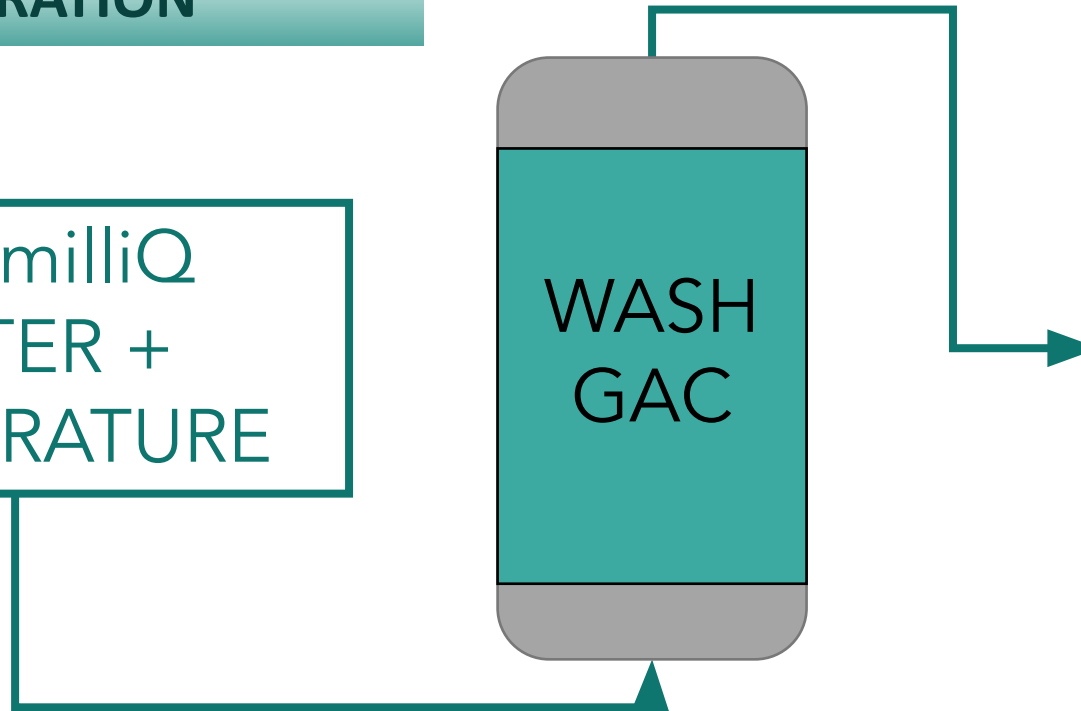 RATION
milliQ
TER +
RATURE
WASH
GAC